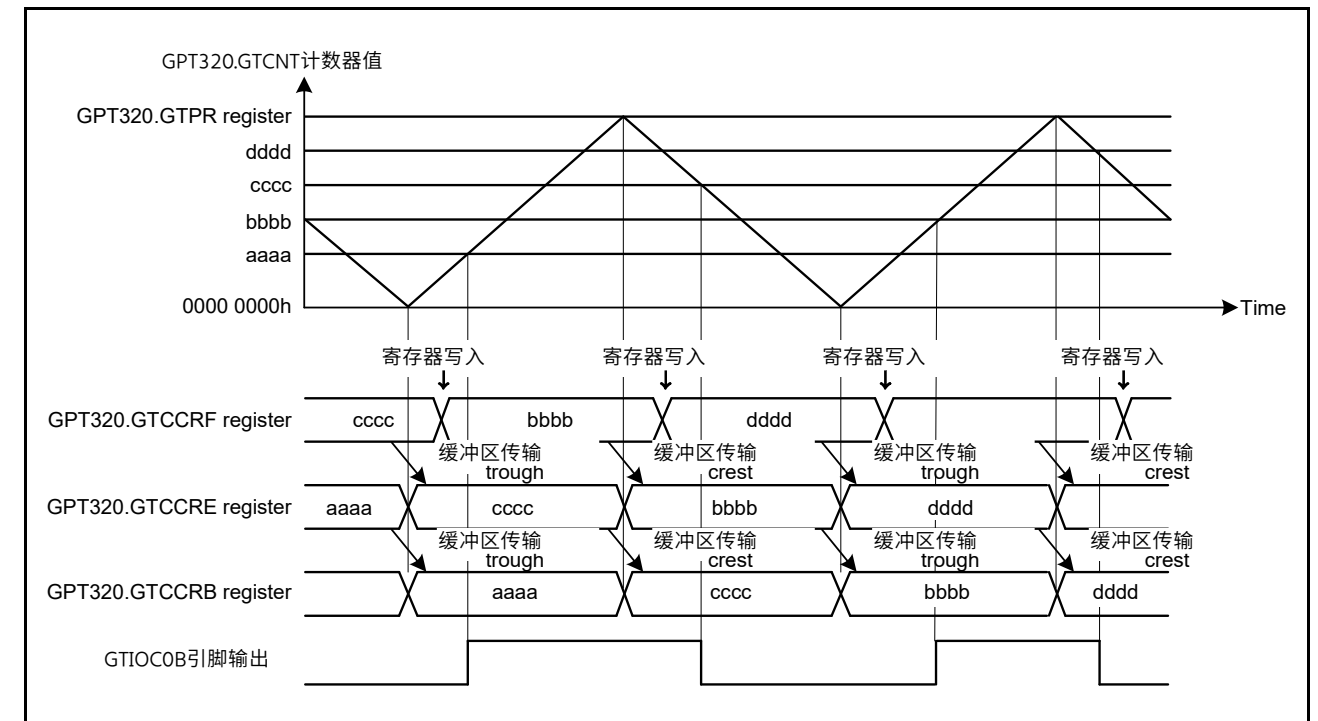 GPT320.GTCNT计数器值
GPT320.GTPR register
dddd
cccc
bbbb
aaaa
0000 0000h
Time
寄存器写入 寄存器写入 寄存器写入 寄存器写入
GPT320.GTCCRF register cccc bbbb dddd
缓冲区传输 缓冲区传输 缓冲区传输 缓冲区传输
trough crest trough crest
GPT320.GTCCRE register aaaa cccc bbbb dddd
缓冲区传输 缓冲区传输 缓冲区传输 缓冲区传输
trough crest trough crest
GPT320.GTCCRB register aaaa cccc bbbb dddd
GTIOC0B引脚输出